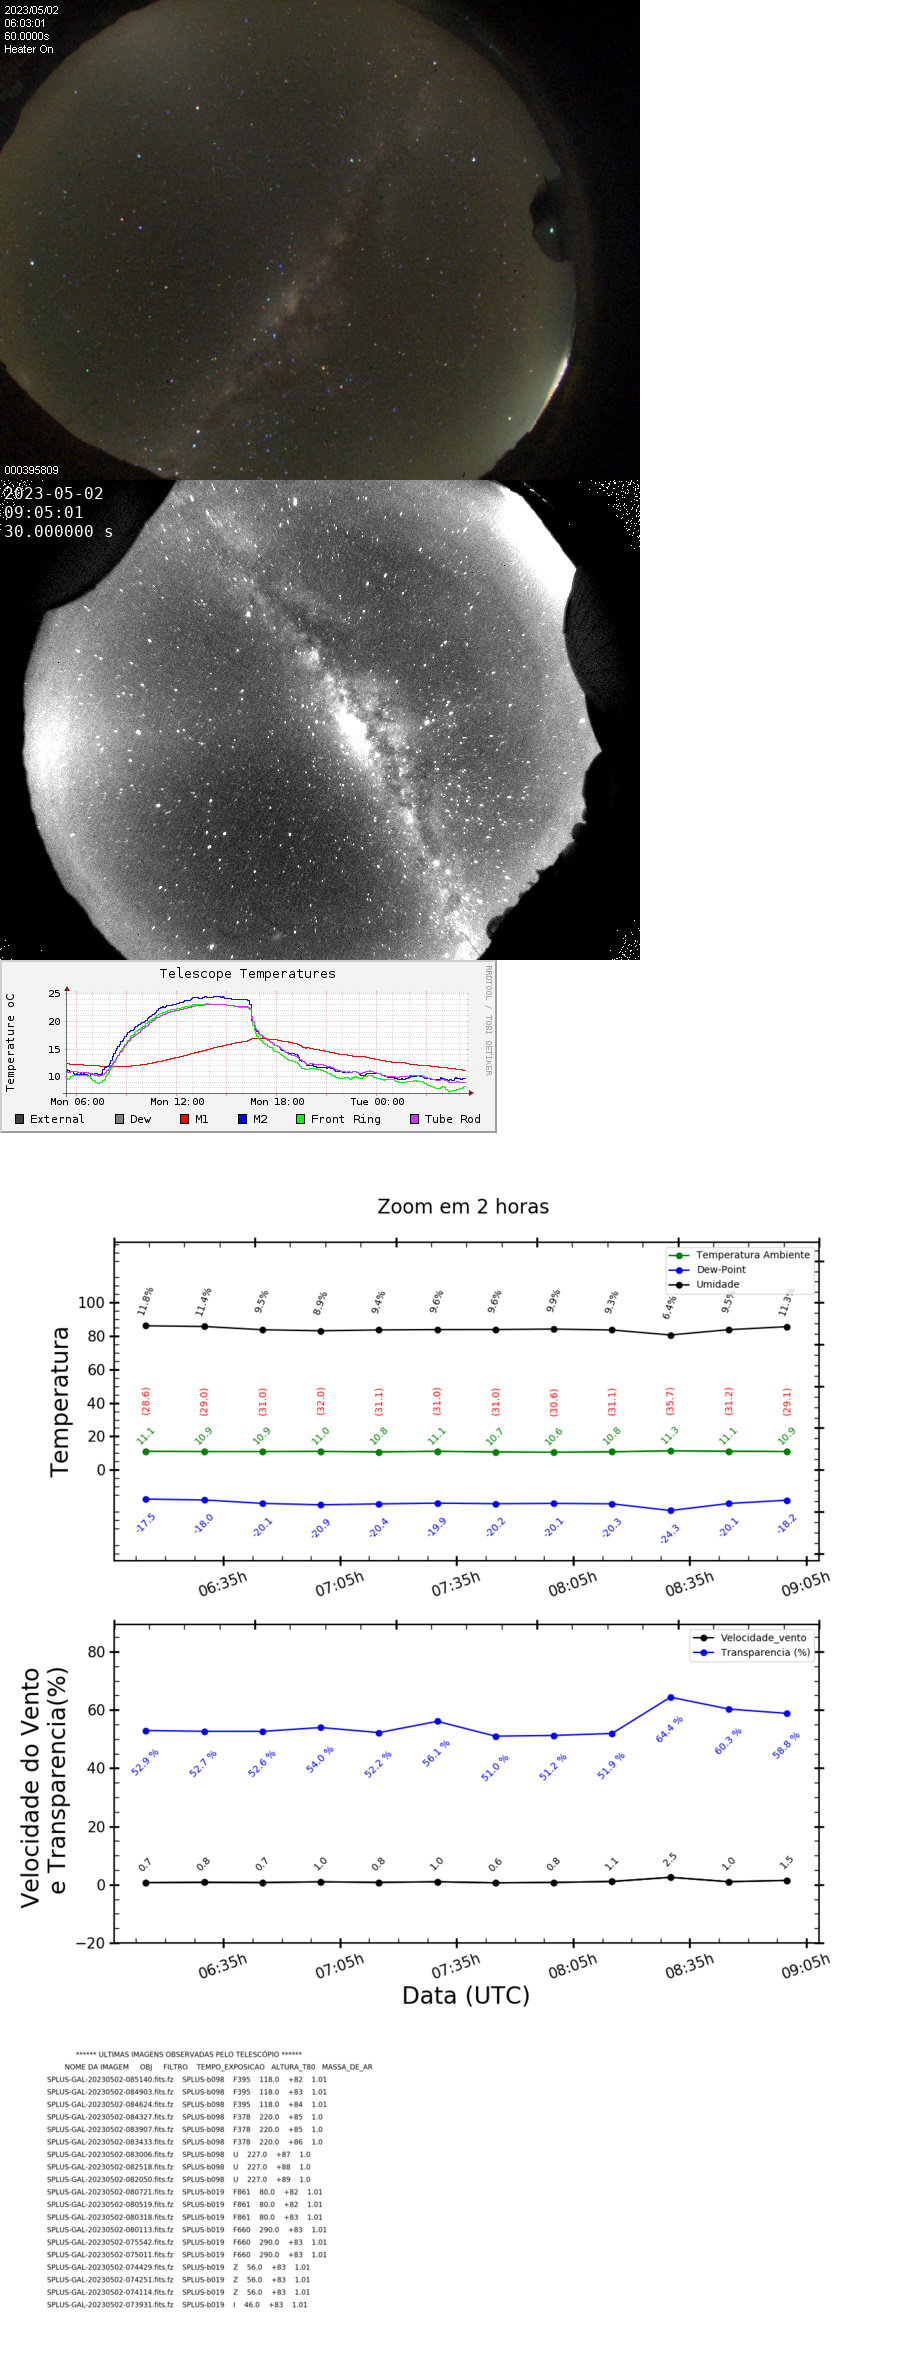 2023/05/02
06:03:01
60.0000s
Heater On
000395809
2023-05-02
09:05:01
30.000000 s
Telescope Temperatures
Temperature oC
25
20
15
10
Mon 06:00 Mon 12:00 Mon 18:00 Tue 00:00
External Dew M1 M2 Front Ring Tube Rod
RRDTOOL / TOBI OETIKER
Zoom em 2 horas
Temperatura Ambiente
Dew-Point
Umidade
Temperatura
100
80
60
40
20
0
11.8% 11.4% 9.5% 8.9% 9.4% 9.6% 9.6% 9.9% 9.3% 6.4% 9.5% 11.3%
(28.6) (29.0) (31.0) (32.0) (31.1) (31.0) (31.0) (30.6) (31.1) (35.7) (31.2) (29.1)
11.1 10.9 10.9 11.0 10.8 11.1 10.7 10.6 10.8 11.3 11.1 10.9
-17.5 -18.0 -20.1 -20.9 -20.4 -19.9 -20.2 -20.1 -20.3 -24.3 -20.1 -18.2
06:35h 07:05h 07:35h 08:05h 08:35h 09:05h
Velocidade_vento
Transparencia (%)
Velocidade do Vento
e Transparencia(%)
80
60
40
20
0
−20
52.9 % 52.7 % 52.6 % 54.0 % 52.2 % 56.1 % 51.0 % 51.2 % 51.9 % 64.4 % 60.3 % 58.8 %
0.7 0.8 0.7 1.0 0.8 1.0 0.6 0.8 1.1 2.5 1.0 1.5
06:35h 07:05h 07:35h 08:05h 08:35h 09:05h
Data (UTC)
****** ULTIMAS IMAGENS OBSERVADAS PELO TELESCÓPIO ******
NOME DA IMAGEM OBJ FILTRO TEMPO_EXPOSICAO ALTURA_T80 MASSA_DE_AR
SPLUS-GAL-20230502-085140.fits.fz SPLUS-b098 F395 118.0 +82 1.01
SPLUS-GAL-20230502-084903.fits.fz SPLUS-b098 F395 118.0 +83 1.01
SPLUS-GAL-20230502-084624.fits.fz SPLUS-b098 F395 118.0 +84 1.01
SPLUS-GAL-20230502-084327.fits.fz SPLUS-b098 F378 220.0 +85 1.0
SPLUS-GAL-20230502-083907.fits.fz SPLUS-b098 F378 220.0 +85 1.0
SPLUS-GAL-20230502-083433.fits.fz SPLUS-b098 F378 220.0 +86 1.0
SPLUS-GAL-20230502-083006.fits.fz SPLUS-b098 U 227.0 +87 1.0
SPLUS-GAL-20230502-082518.fits.fz SPLUS-b098 U 227.0 +88 1.0
SPLUS-GAL-20230502-082050.fits.fz SPLUS-b098 U 227.0 +89 1.0
SPLUS-GAL-20230502-080721.fits.fz SPLUS-b019 F861 80.0 +82 1.01
SPLUS-GAL-20230502-080519.fits.fz SPLUS-b019 F861 80.0 +82 1.01
SPLUS-GAL-20230502-080318.fits.fz SPLUS-b019 F861 80.0 +83 1.01
SPLUS-GAL-20230502-080113.fits.fz SPLUS-b019 F660 290.0 +83 1.01
SPLUS-GAL-20230502-075542.fits.fz SPLUS-b019 F660 290.0 +83 1.01
SPLUS-GAL-20230502-075011.fits.fz SPLUS-b019 F660 290.0 +83 1.01
SPLUS-GAL-20230502-074429.fits.fz SPLUS-b019 Z 56.0 +83 1.01
SPLUS-GAL-20230502-074251.fits.fz SPLUS-b019 Z 56.0 +83 1.01
SPLUS-GAL-20230502-074114.fits.fz SPLUS-b019 Z 56.0 +83 1.01
SPLUS-GAL-20230502-073931.fits.fz SPLUS-b019 I 46.0 +83 1.01